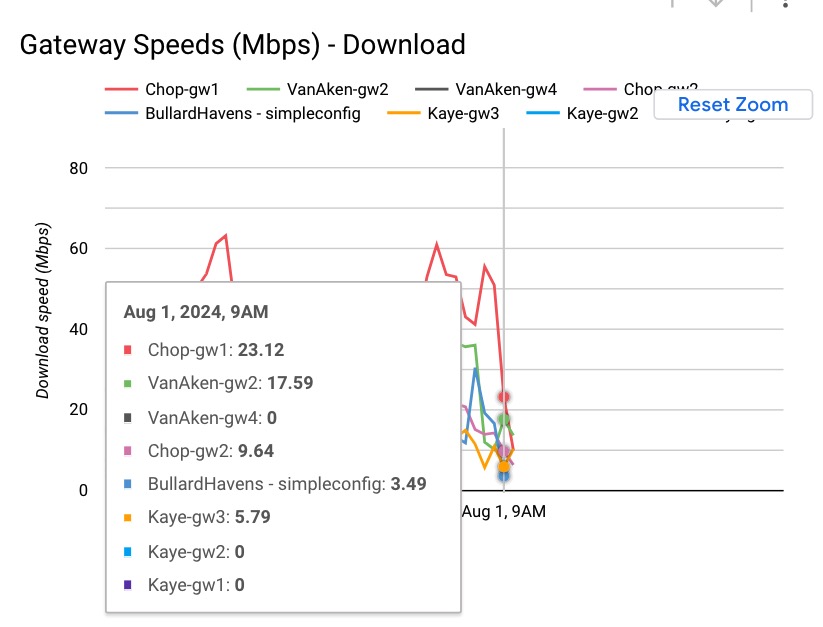 Gateway Speeds (Mbps) - Download
Chop-gw1 VanAken-gw2 VanAken-gw4 Chop-gw2
Reset Zoom
BullardHavens - simpleconfig Kaye-gw3 Kaye-gw2
80
60
40
20
0
Download speed (Mbps)
Aug 1, 9AM
Aug 1, 2024, 9AM
Chop-gw1: 23.12
VanAken-gw2: 17.59
VanAken-gw4: 0
Chop-gw2: 9.64
BullardHavens - simpleconfig: 3.49
Kaye-gw3: 5.79
Kaye-gw2: 0
Kaye-gw1: 0